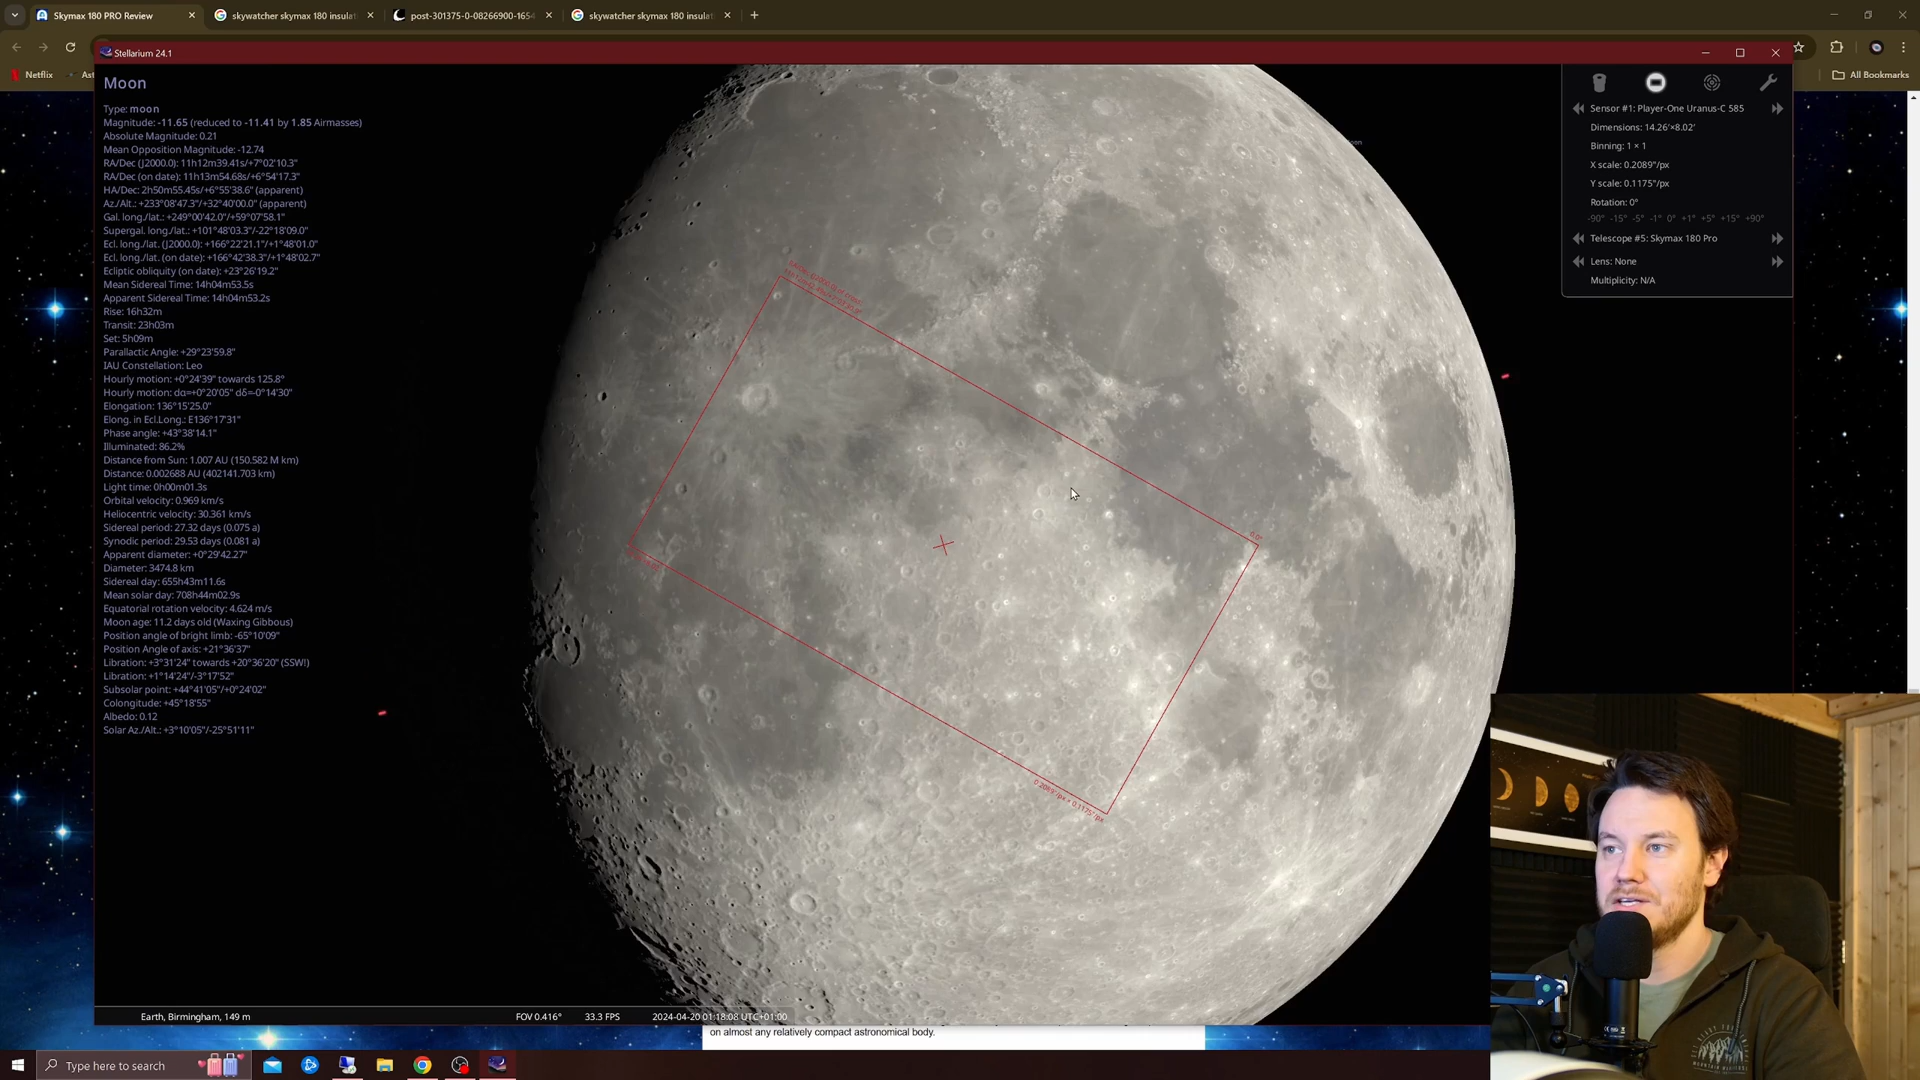 Skymax 180 PRO Review
skywatcher skymax 180 insulat
post-301375-0-08266900-1654
skywatcher skymax 180 insulat
Netflix
Ast
All Bookmarks
Stellarium 24.1
Moon
Type: moon
Magnitude: -11.65 (reduced to -11.41 by 1.85 Airmasses)
Absolute Magnitude: 0.21
Mean Opposition Magnitude: -12.74
RA/Dec (J2000.0): 11h12m39.41s/+7°02'10.3"
RA/Dec (on date): 11h13m54.68s/+6°54'17.3"
HA/Dec: 2h50m55.45s/+6°55'38.6" (apparent)
Az./Alt.: +233°08'47.3"/+32°40'00.0" (apparent)
Gal. long./lat.: +249°00'42.0"/+59°07'58.1"
Supergal. long./lat.: +101°48'03.3"/-22°18'09.0"
Ecl. long./lat. (J2000.0): +166°22'21.1"/+1°48'01.0"
Ecl. long./lat. (on date): +166°42'38.3"/+1°48'02.7"
Ecliptic obliquity (on date): +23°26'19.2"
Mean Sidereal Time: 14h04m53.5s
Apparent Sidereal Time: 14h04m53.2s
Rise: 16h32m
Transit: 23h03m
Set: 5h09m
Parallactic Angle: +29°23'59.8"
IAU Constellation: Leo
Hourly motion: +0°24'39" towards 125.8°
Hourly motion: dα=+0°20'05" dδ=-0°14'30"
Elongation: 136°15'25.0"
Elong. in Ecl.Long.: E136°17'31"
Phase angle: +43°38'14.1"
Illuminated: 86.2%
Distance from Sun: 1.007 AU (150.582 M km)
Distance: 0.002688 AU (402141.703 km)
Light time: 0h00m01.3s
Orbital velocity: 0.969 km/s
Heliocentric velocity: 30.361 km/s
Sidereal period: 27.32 days (0.075 a)
Synodic period: 29.53 days (0.081 a)
Apparent diameter: +0°29'42.27"
Diameter: 3474.8 km
Sidereal day: 655h43m11.6s
Mean solar day: 708h44m02.9s
Equatorial rotation velocity: 4.624 m/s
Moon age: 11.2 days old (Waxing Gibbous)
Position angle of bright limb: -65°10'09"
Position Angle of axis: +21°36'37"
Libration: +3°31'24" towards +20°36'20" (SSW!)
Libration: +1°14'24"/-3°17'52"
Subsolar point: +44°41'05"/+0°24'02"
Colongitude: +45°18'55"
Albedo: 0.12
Solar Az./Alt.: +3°10'05"/-25°51'11"
Sensor #1: Player-One Uranus-C 585
Dimensions: 14.26'×8.02'
Binning: 1 × 1
X scale: 0.2089"/px
Y scale: 0.1175"/px
Rotation: 0°
-90° -15° -5° -1° 0° +1° +5° +15° +90°
Telescope #5: Skymax 180 Pro
Lens: None
Multiplicity: N/A
0.0°
0.2089"/px × 0.1175"/px
Earth, Birmingham, 149 m
FOV 0.416°
33.3 FPS
2024-04-20 01:18:08 UTC+01:00
on almost any relatively compact astronomical body.
Type here to search